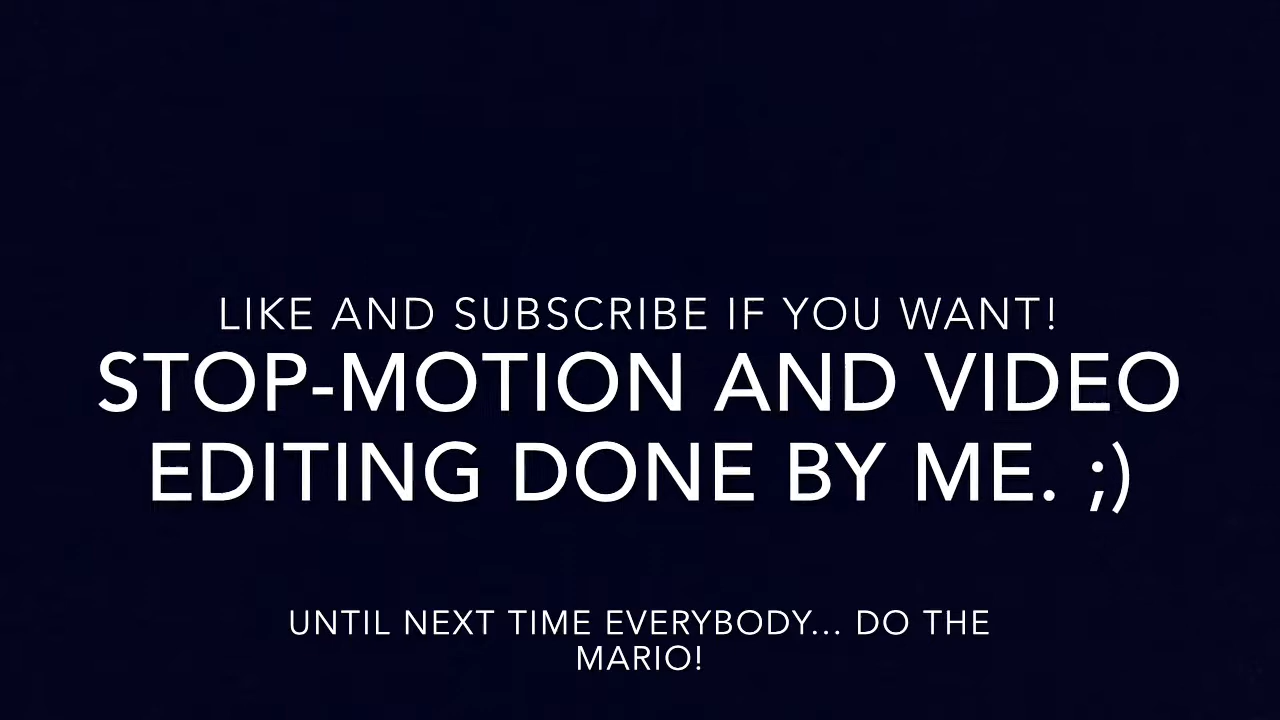 LIKE AND SUBSCRIBE IF YOU WANT!
STOP-MOTION AND VIDEO
EDITING DONE BY ME. ;)
UNTIL NEXT TIME EVERYBODY... DO THE
MARIO!